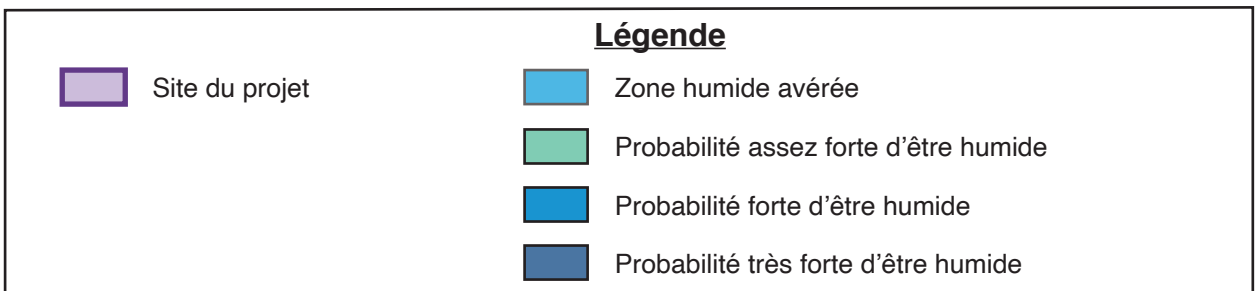 Légende
Site du projet
Zone humide avérée
Probabilité assez forte d’être humide
Probabilité forte d’être humide
Probabilité très forte d’être humide